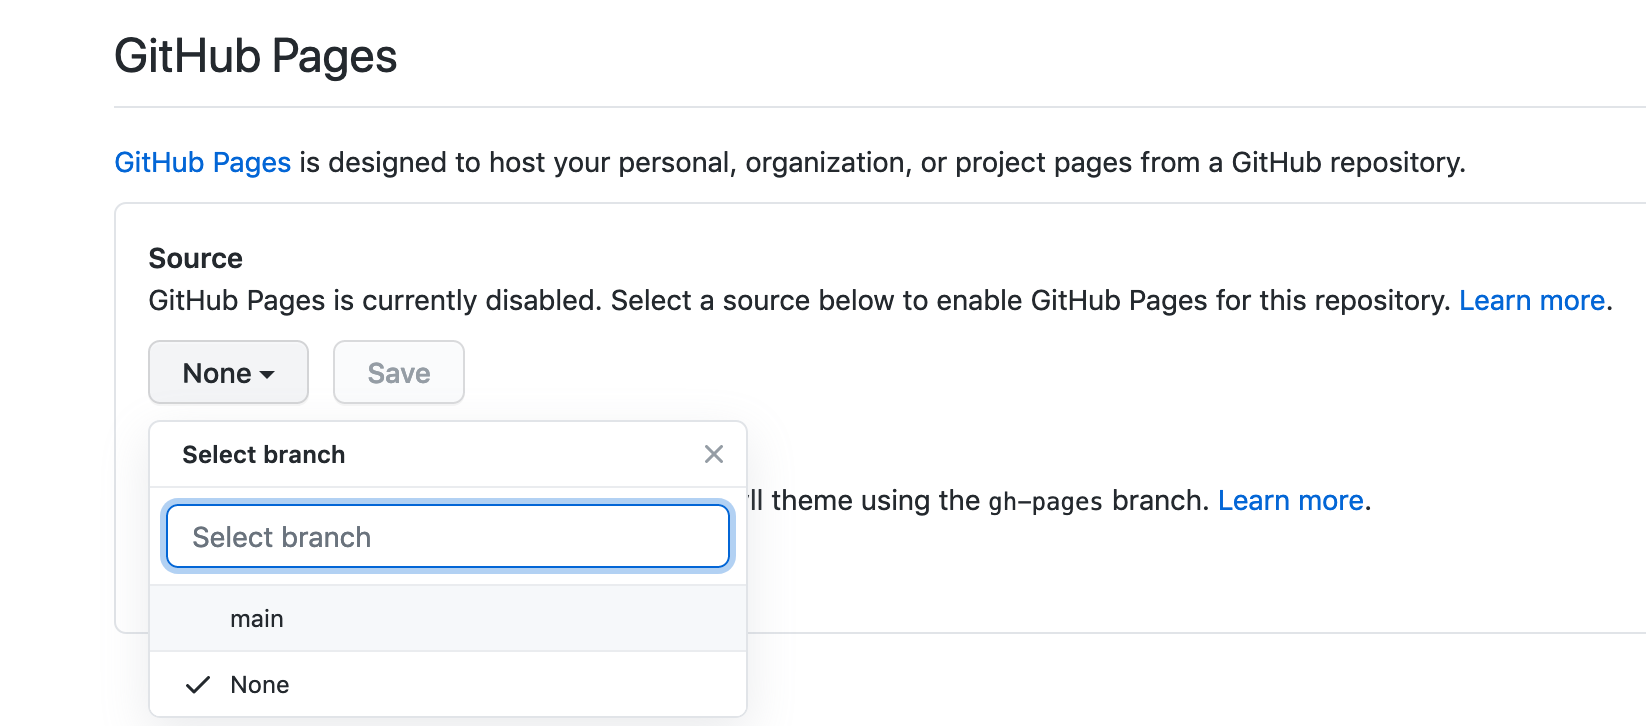 GitHub Pages
GitHub Pages is designed to host your personal, organization, or project pages from a GitHub repository.
Source
GitHub Pages is currently disabled. Select a source below to enable GitHub Pages for this repository. Learn more.
None Save
Select branch
theme using the gh-pages branch. Learn more.
Select branch
main
None